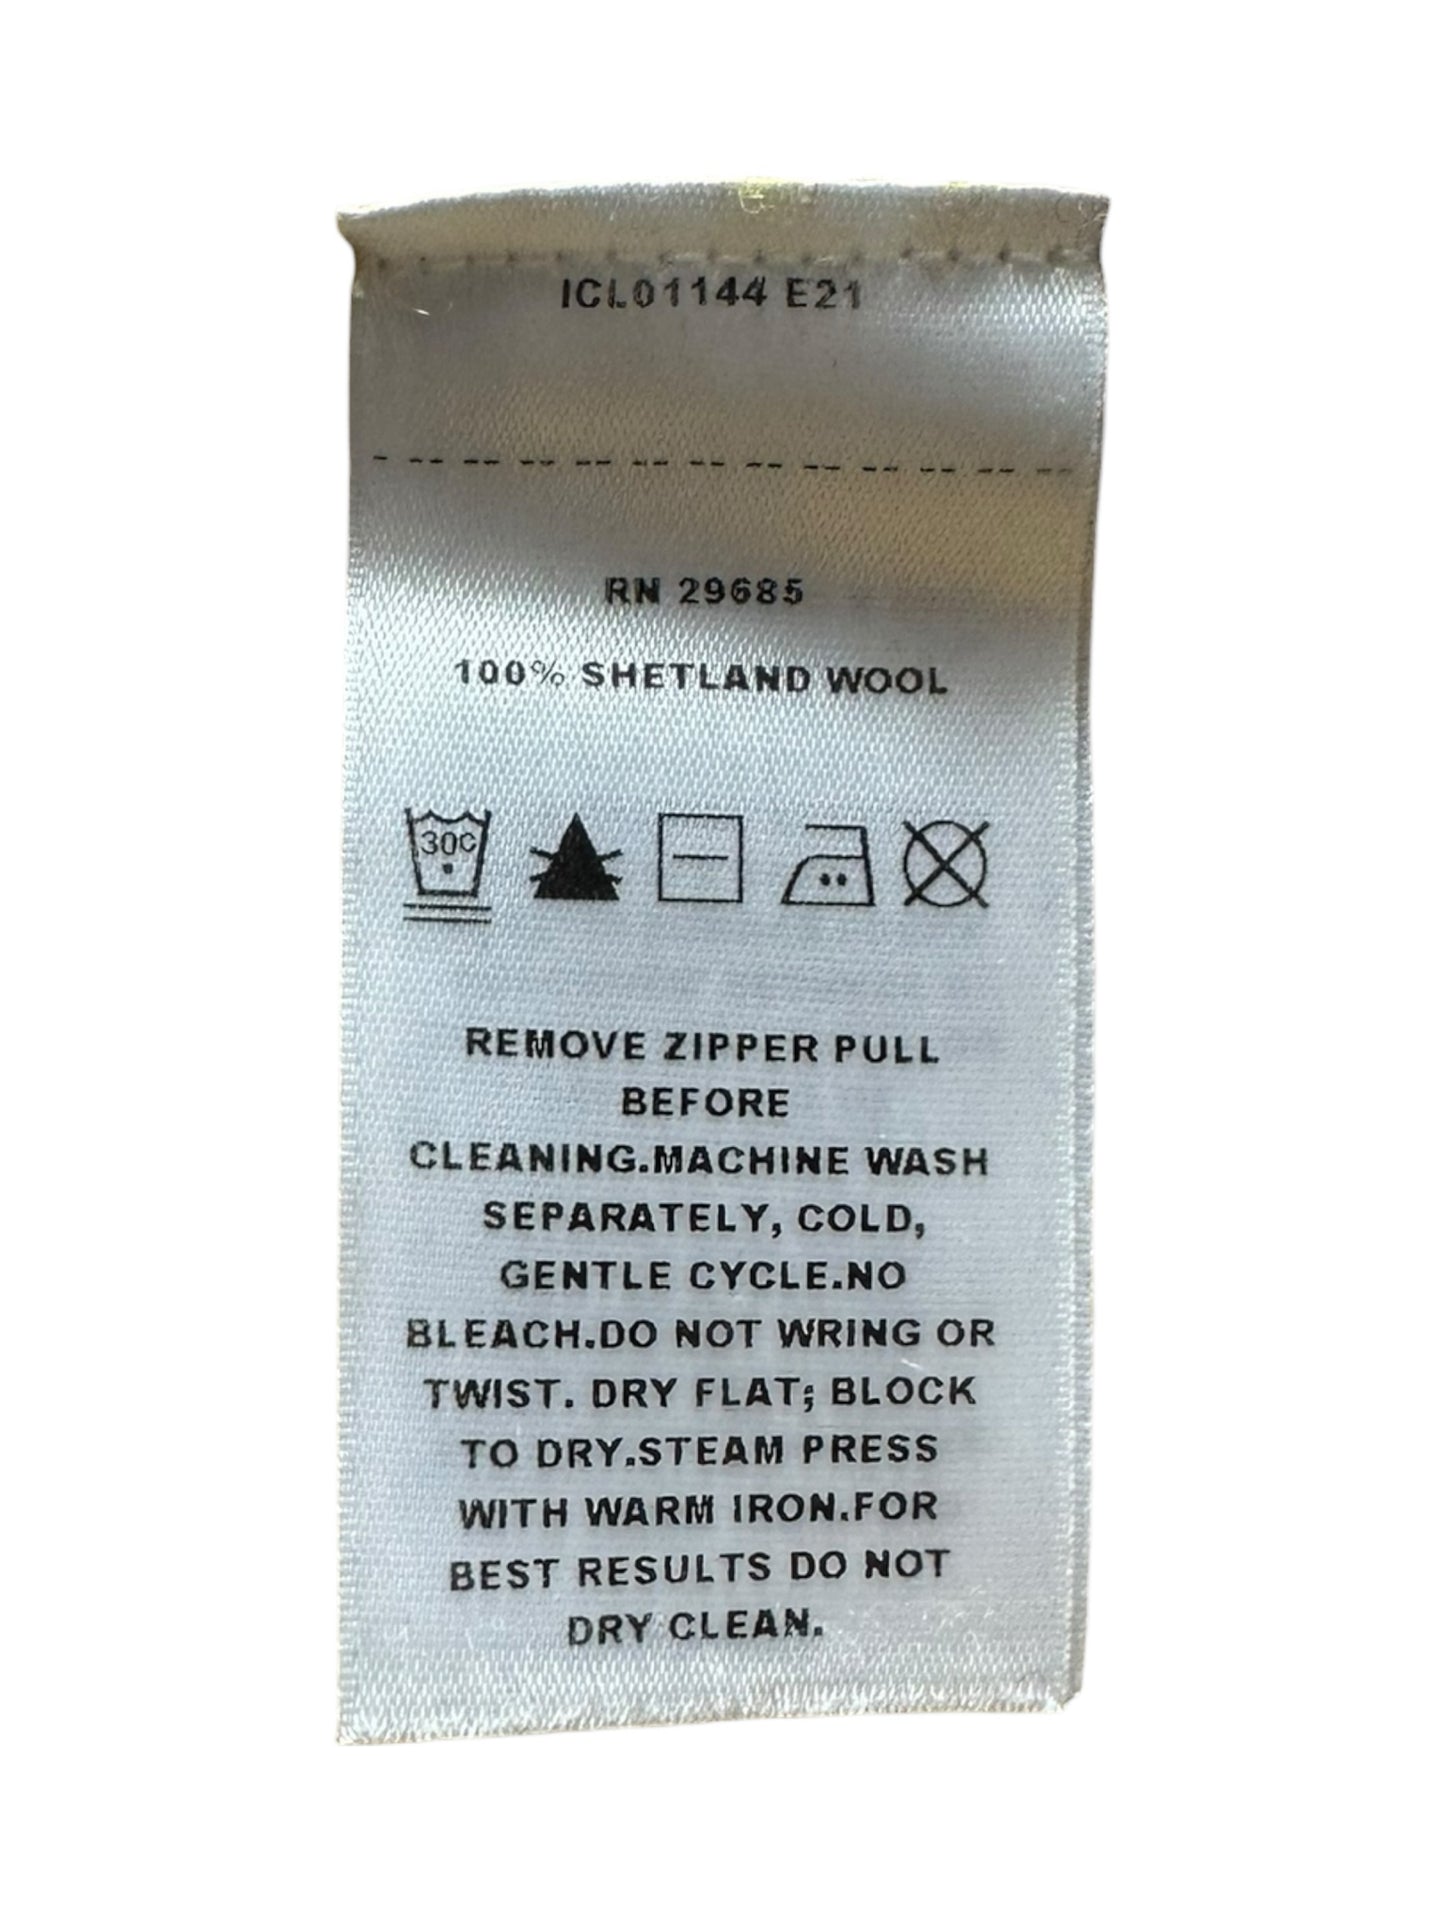 ICL01144 E21
RN 29685
100% SHETLAND WOOL
30C
REMOVE ZIPPER PULL
BEFORE
CLEANING.MACHINE WASH
SEPARATELY, COLD,
GENTLE CYCLE.NO
BLEACH.DO NOT WRING OR
TWIST. DRY FLAT; BLOCK
TO DRY.STEAM PRESS
WITH WARM IRON.FOR
BEST RESULTS DO NOT
DRY CLEAN.